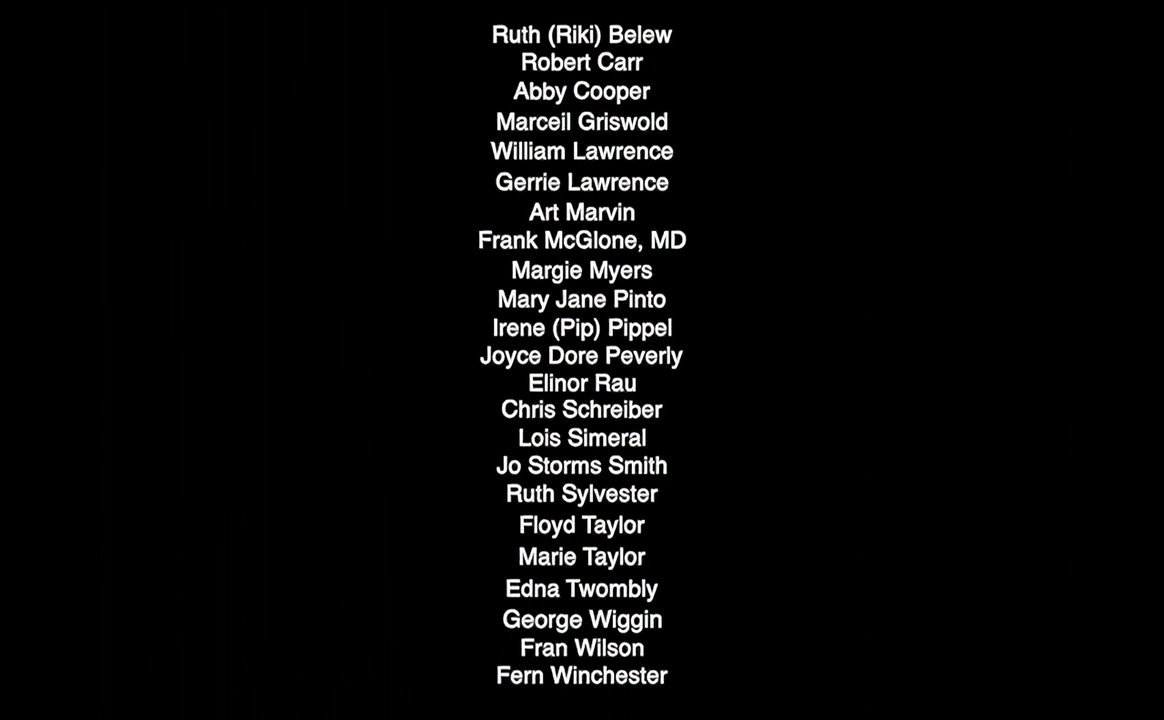 Ruth (Riki) Belew
Robert Carr
Abby Cooper
Marceil Griswold
William Lawrence
Gerrie Lawrence
Art Marvin
Frank McGlone, MD
Margie Myers
Mary Jane Pinto
Irene (Pip) Pippel
Joyce Dore Peverly
Elinor Rau
Chris Schreiber
Lois Simeral
Jo Storms Smith
Ruth Sylvester
Floyd Taylor
Marie Taylor
Edna Twombly
George Wiggin
Fran Wilson
Fern Winchester